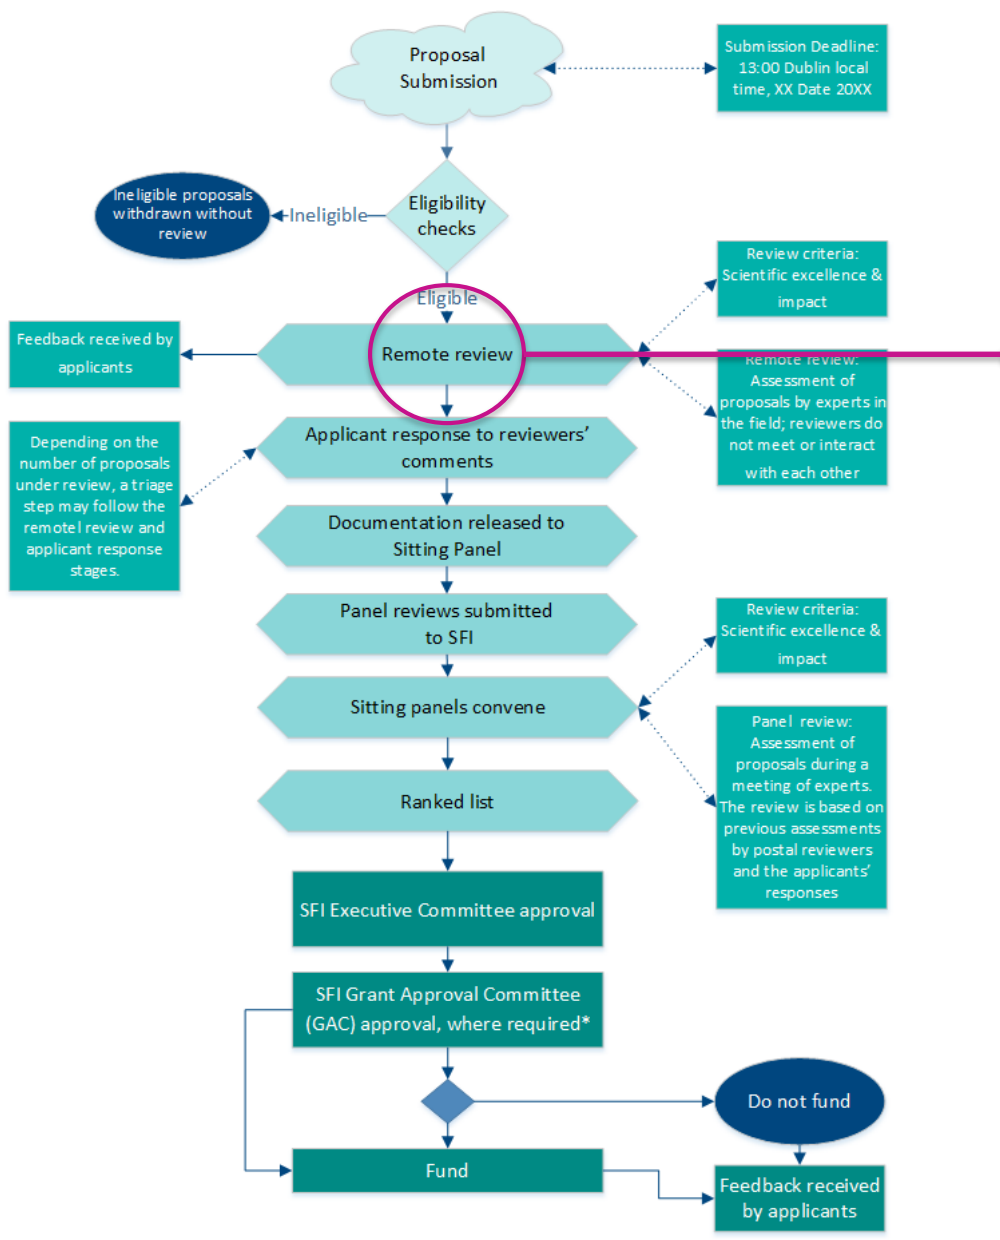 Proposal
Submission
Submission Deadline:
13:00 Dublin local
time, XX Date 20XX
Eligibility
checks
Ineligible
Ineligible proposals
withdrawn without
review
Eligible
Review criteria:
Scientific excellence &
impact
Remote review
Feedback received by
applicants
Remote review:
Assessment of
proposals by experts in
the field; reviewers do
not meet or interact
with each other
Applicant response to reviewers’
comments
Depending on the
number of proposals
under review, a triage
step may follow the
remotel review and
applicant response
stages.
Documentation released to
Sitting Panel
Panel reviews submitted
to SFI
Review criteria:
Scientific excellence &
impact
Sitting panels convene
Panel review:
Assessment of
proposals during a
meeting of experts.
The review is based on
previous assessments
by postal reviewers
and the applicants’
responses
Ranked list
SFI Executive Committee approval
SFI Grant Approval Committee
(GAC) approval, where required*
Do not fund
Fund
Feedback received
by applicants